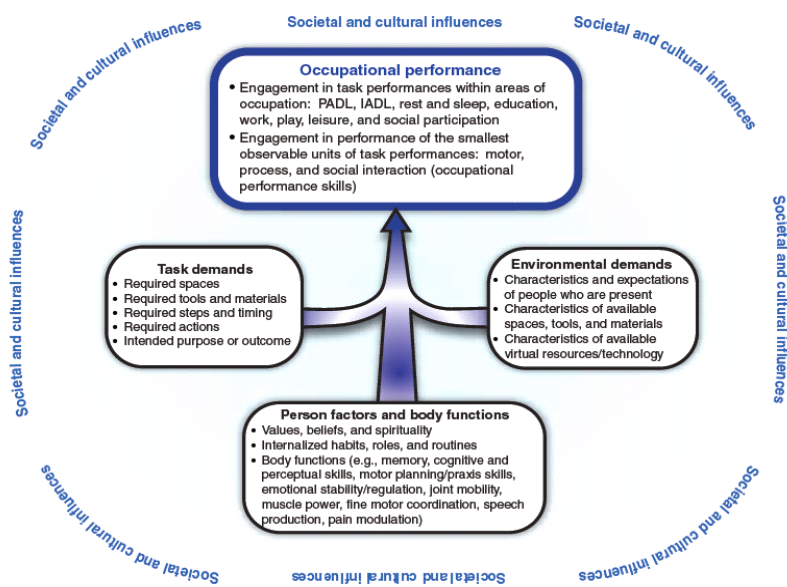 Societal and cultural influences
Societal and cultural influences
Societal and cultural influences
Occupational performance
• Engagement in task performances within areas of
occupation: PADL, IADL, rest and sleep, education,
work, play, leisure, and social participation
• Engagement in performance of the smallest
observable units of task performances: motor,
process, and social interaction (occupational
performance skills)
Societal and cultural influences
Societal and cultural influences
Task demands
• Required spaces
• Required tools and materials
• Required steps and timing
• Required actions
• Intended purpose or outcome
Environmental demands
• Characteristics and expectations
of people who are present
• Characteristics of available
spaces, tools, and materials
• Characteristics of available
virtual resources/technology
Person factors and body functions
• Values, beliefs, and spirituality
• Internalized habits, roles, and routines
• Body functions (e.g., memory, cognitive and
perceptual skills, motor planning/praxis skills,
emotional stability/regulation, joint mobility,
muscle power, fine motor coordination, speech
production, pain modulation)
Societal and cultural influences
Societal and cultural influences
Societal and cultural influences